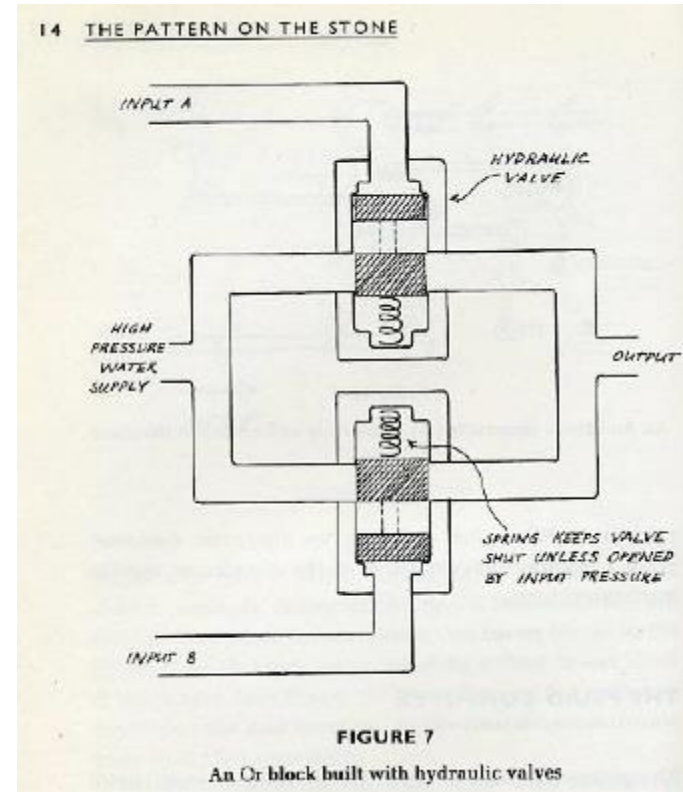 14 THE PATTERN ON THE STONE
INPUT A
HYDRAULIC
VALVE
HIGH
PRESSURE
WATER
SUPPLY
OUTPUT
SPRING KEEPS VALVE
SHUT UNLESS OPENED
BY INPUT PRESSURE
INPUT B
FIGURE 7
An Or block built with hydraulic valves